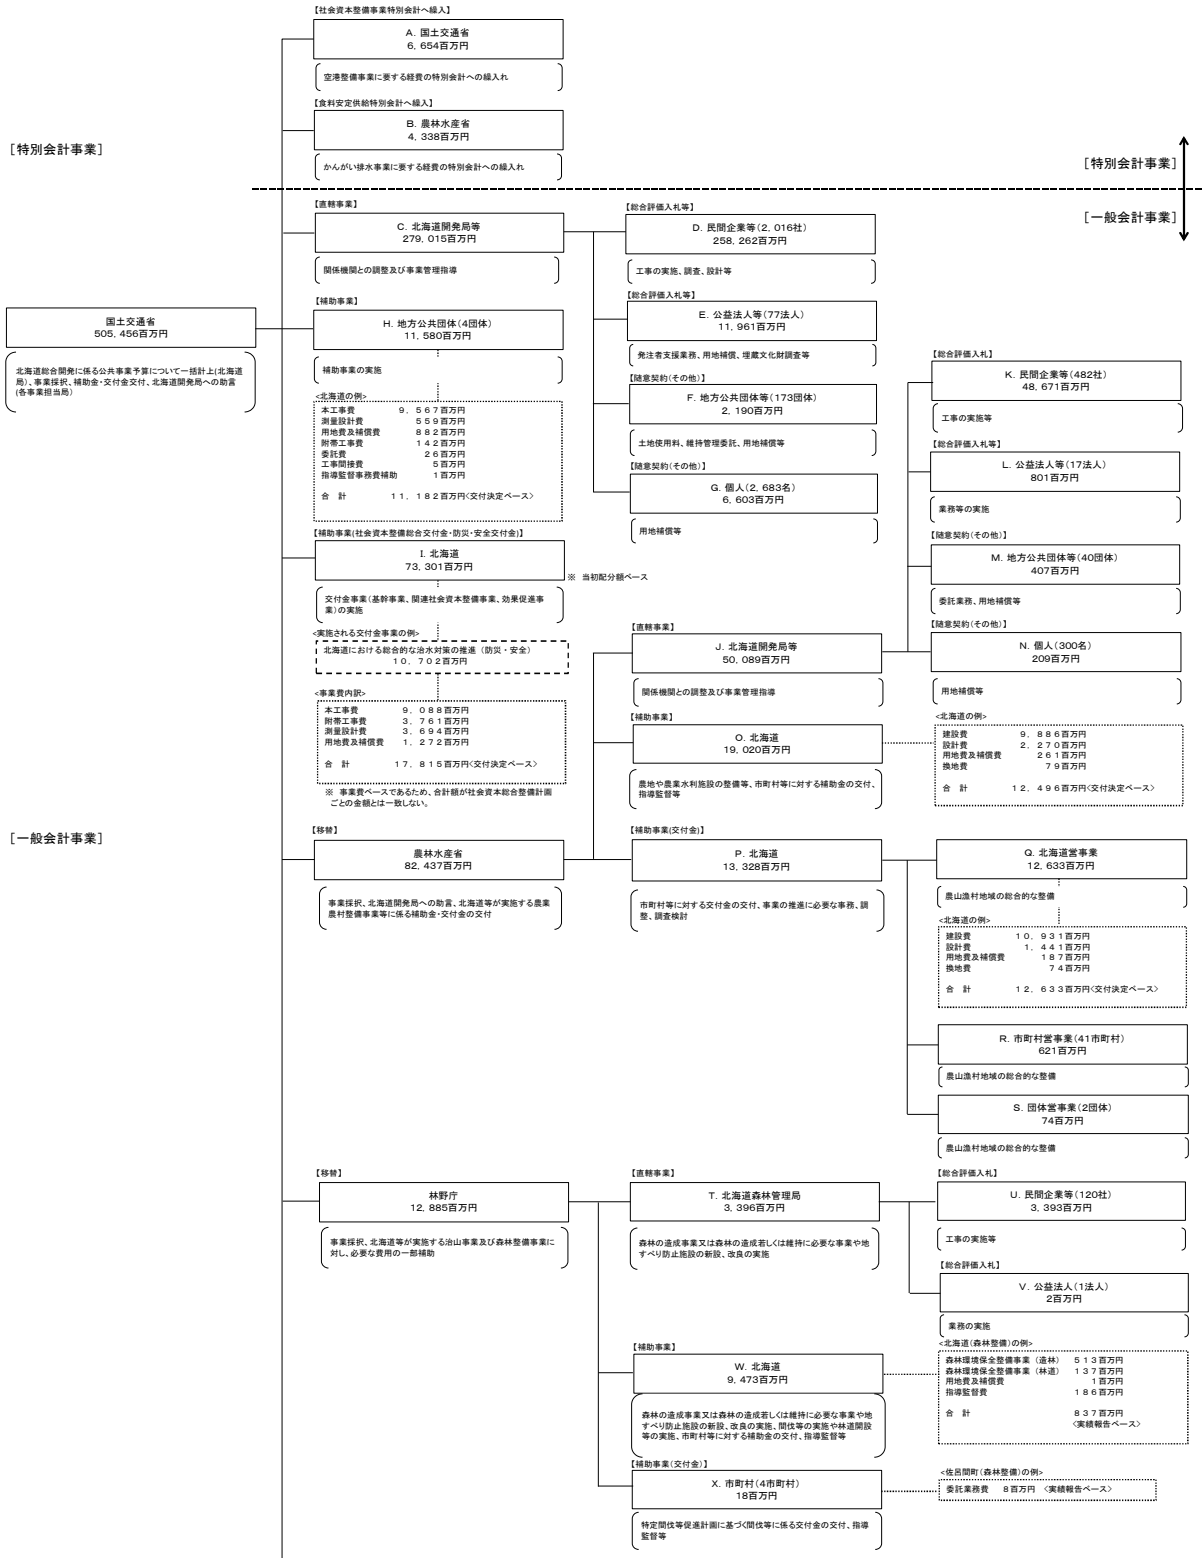 【社会資本整備事業特別会計へ繰入】
A. 国土交通省
6, 654百万円
空港整備事業に要する経費の特別会計への繰入れ
【食料安定供給特別会計へ繰入】
B. 農林水産省
4, 338百万円
かんがい排水事業に要する経費の特別会計への繰入れ
[特別会計事業]
[特別会計事業]
[一般会計事業]
国土交通省
505, 456百万円
北海道総合開発に係る公共事業予算について一括計上(北海道
局)、事業採択、補助金・交付金交付、北海道開発局への助言
(各事業担当局)
【直轄事業】
C. 北海道開発局等
279, 015百万円
関係機関との調整及び事業管理指導
【総合評価入札等】
D. 民間企業等(2, 016社)
258, 262百万円
工事の実施、調査、設計等
【総合評価入札等】
E. 公益法人等(77法人)
11, 961百万円
発注者支援業務、用地補償、埋蔵文化財調査等
【随意契約(その他)】
F. 地方公共団体等(173団体)
2, 190百万円
土地使用料、維持管理委託、用地補償等
【随意契約(その他)】
G. 個人(2, 683名)
6, 603百万円
用地補償等
【補助事業】
H. 地方公共団体(4団体)
11, 580百万円
補助事業の実施
<北海道の例>
本工事費 9, 567百万円
測量設計費 559百万円
用地費及補償費 882百万円
附帯工事費 142百万円
委託費 26百万円
工事間接費 5百万円
指導監督事務費補助 1百万円
合 計 11, 182百万円<交付決定ベース>
【補助事業(社会資本整備総合交付金・防災・安全交付金)】
I. 北海道
73, 301百万円
※ 当初配分額ベース
交付金事業(基幹事業、関連社会資本整備事業、効果促進事
業)の実施
<実施される交付金事業の例>
北海道における総合的な治水対策の推進（防災・安全）
10, 702百万円
<事業費内訳>
本工事費 9, 088百万円
附帯工事費 3, 761百万円
測量設計費 3, 694百万円
用地費及補償費 1, 272百万円
合 計 17, 815百万円<交付決定ベース>
※ 事業費ベースであるため、合計額が社会資本総合整備計画
ごとの金額とは一致しない。
[一般会計事業]
【移替】
農林水産省
82, 437百万円
事業採択、北海道開発局への助言、北海道等が実施する農業
農村整備事業等に係る補助金・交付金の交付
【直轄事業】
J. 北海道開発局等
50, 089百万円
関係機関との調整及び事業管理指導
【総合評価入札】
K. 民間企業等(482社)
48, 671百万円
工事の実施等
【総合評価入札等】
L. 公益法人等(17法人)
801百万円
業務等の実施
【随意契約(その他)】
M. 地方公共団体等(40団体)
407百万円
委託業務、用地補償等
【随意契約(その他)】
N. 個人(300名)
209百万円
用地補償等
【補助事業】
O. 北海道
19, 020百万円
農地や農業水利施設の整備等、市町村等に対する補助金の交付、
指導監督等
<北海道の例>
建設費 9, 886百万円
設計費 2, 270百万円
用地費及補償費 261百万円
換地費 79百万円
合 計 12, 496百万円<交付決定ベース>
【補助事業(交付金)】
P. 北海道
13, 328百万円
市町村等に対する交付金の交付、事業の推進に必要な事務、調
整、調査検討
Q. 北海道営事業
12, 633百万円
農山漁村地域の総合的な整備
<北海道の例>
建設費 10, 931百万円
設計費 1, 441百万円
用地費及補償費 187百万円
換地費 74百万円
合 計 12, 633百万円<交付決定ベース>
R. 市町村営事業(41市町村)
621百万円
農山漁村地域の総合的な整備
S. 団体営事業(2団体)
74百万円
農山漁村地域の総合的な整備
【移替】
林野庁
12, 885百万円
事業採択、北海道等が実施する治山事業及び森林整備事業に
対し、必要な費用の一部補助
【直轄事業】
T. 北海道森林管理局
3, 396百万円
森林の造成事業又は森林の造成若しくは維持に必要な事業や地
すべり防止施設の新設、改良の実施
【総合評価入札】
U. 民間企業等(120社)
3, 393百万円
工事の実施等
【総合評価入札】
V. 公益法人(1法人)
2百万円
業務の実施
【補助事業】
W. 北海道
9, 473百万円
森林の造成事業又は森林の造成若しくは維持に必要な事業や地
すべり防止施設の新設、改良の実施、間伐等の実施や林道開設
等の実施、市町村等に対する補助金の交付、指導監督等
<北海道(森林整備)の例>
森林環境保全整備事業（造林） 513百万円
森林環境保全整備事業（林道） 137百万円
用地費及補償費 1百万円
指導監督費 186百万円
合 計 837百万円
<実績報告ベース>
【補助事業(交付金)】
X. 市町村(4市町村)
18百万円
特定間伐等促進計画に基づく間伐等に係る交付金の交付、指導
監督等
<佐呂間町(森林整備)の例>
委託業務費 8百万円 <実績報告ベース>